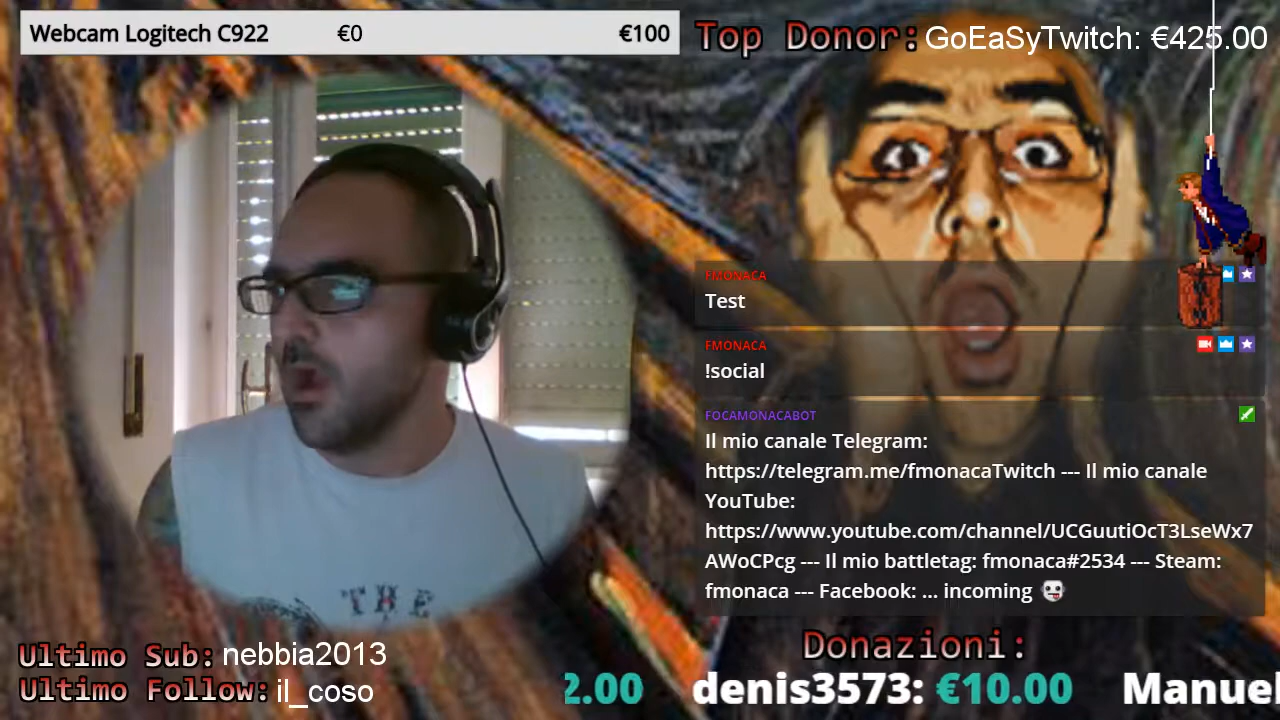 Webcam Logitech C922 €0 €100
Top Donor: GoEaSyTwitch: €425.00
FMONACA
Test
FMONACA
!social
FOCAMONACABOT
Il mio canale Telegram:
https://telegram.me/fmonacaTwitch --- Il mio canale
YouTube:
https://www.youtube.com/channel/UCGuutiOcT3LseWx7
AWoCPcg --- Il mio battletag: fmonaca#2534 --- Steam:
fmonaca --- Facebook: ... incoming
THE
Donazioni:
Ultimo Sub: nebbia2013
Ultimo Follow: il_coso
2.00 denis3573: €10.00 Manuel